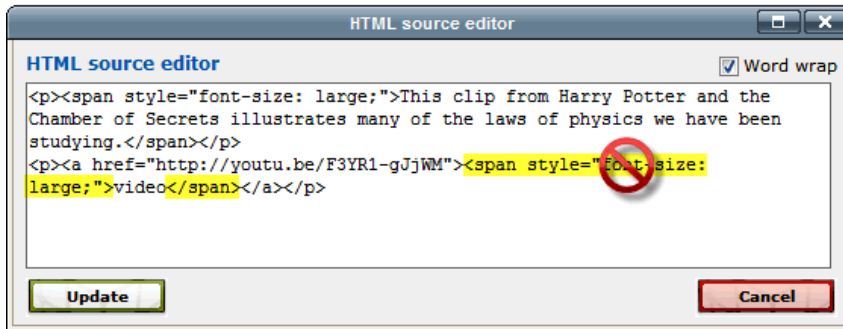 HTML source editor
HTML source editor
Word wrap
<p><span style="font-size: large;">This clip from Harry Potter and the
Chamber of Secrets illustrates many of the laws of physics we have been
studying.</span></p>
<p><a href="http://youtu.be/F3YR1-gJjWM"><span style="font-size:
large;">video</span></a></p>
Update
Cancel